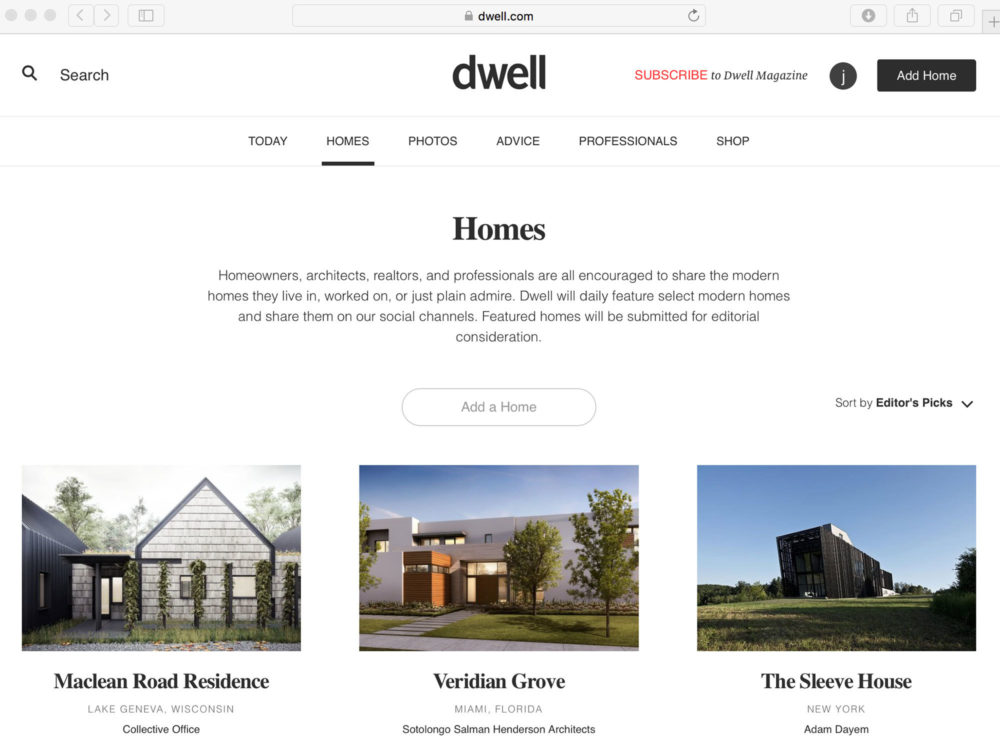 dwell.com
Search
dwell
SUBSCRIBE to Dwell Magazine
j
Add Home
TODAY
HOMES
PHOTOS
ADVICE
PROFESSIONALS
SHOP
Homes
Homeowners, architects, realtors, and professionals are all encouraged to share the modern
homes they live in, worked on, or just plain admire. Dwell will daily feature select modern homes
and share them on our social channels. Featured homes will be submitted for editorial
consideration.
Add a Home
Sort by Editor's Picks
Maclean Road Residence
LAKE GENEVA, WISCONSIN
Collective Office
Veridian Grove
MIAMI, FLORIDA
Sotolongo Salman Henderson Architects
The Sleeve House
NEW YORK
Adam Dayem